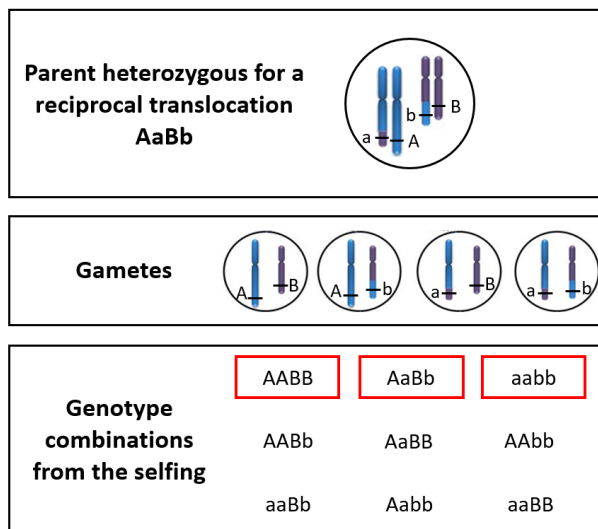 Parent heterozygous for a
reciprocal translocation
AaBb
b B
a A
Gametes
A B A b a B a b
Genotype
combinations
from the selfing
AABB AaBb aabb
AABb AaBB AAbb
aaBb Aabb aaBB